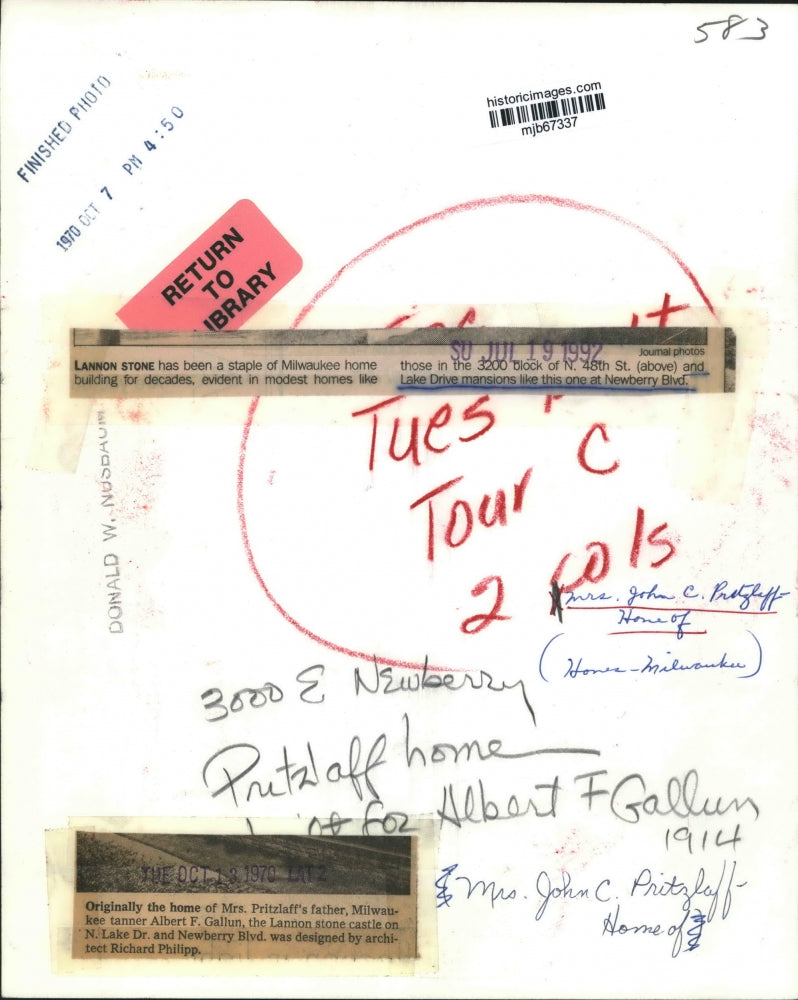 583
historicimages.com
mjb67337
FINISHED PHOTO
1970 OCT 7 PM 4:50
RETURN
TO
IBRARY
SU JUL 19 1992
Journal photos
LANNON STONE has been a staple of Milwaukee home
building for decades, evident in modest homes like
those in the 3200 block of N. 48th St. (above) and
Lake Drive mansions like this one at Newberry Blvd.
Tues
Tour C
2 cols
DONALD W. NUSBAUM
Mrs. John C. Pritzlaff-
Home of
(Homes-Milwaukee)
3000 E Newberry
Pritzlaff home
for Albert F Gallun
1914
TUE OCT 13 1970 LAT 2
Originally the home of Mrs. Pritzlaff's father, Milwau-
kee tanner Albert F. Gallun, the Lannon stone castle on
N. Lake Dr. and Newberry Blvd. was designed by archi-
tect Richard Philipp.
Mrs. John C. Pritzlaff-
Home of